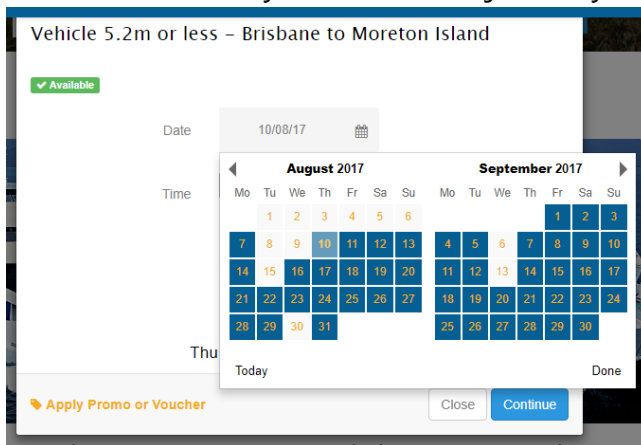 Vehicle 5.2m or less – Brisbane to Moreton Island
Available
Date 10/08/17
Time
August 2017
Mo Tu We Th Fr Sa Su
1 2 3 4 5 6
7 8 9 10 11 12 13
14 15 16 17 18 19 20
21 22 23 24 25 26 27
28 29 30 31
September 2017
Mo Tu We Th Fr Sa Su
1 2 3
4 5 6 7 8 9 10
11 12 13 14 15 16 17
18 19 20 21 22 23 24
25 26 27 28 29 30
Today Done
Thu
Apply Promo or Voucher Close Continue